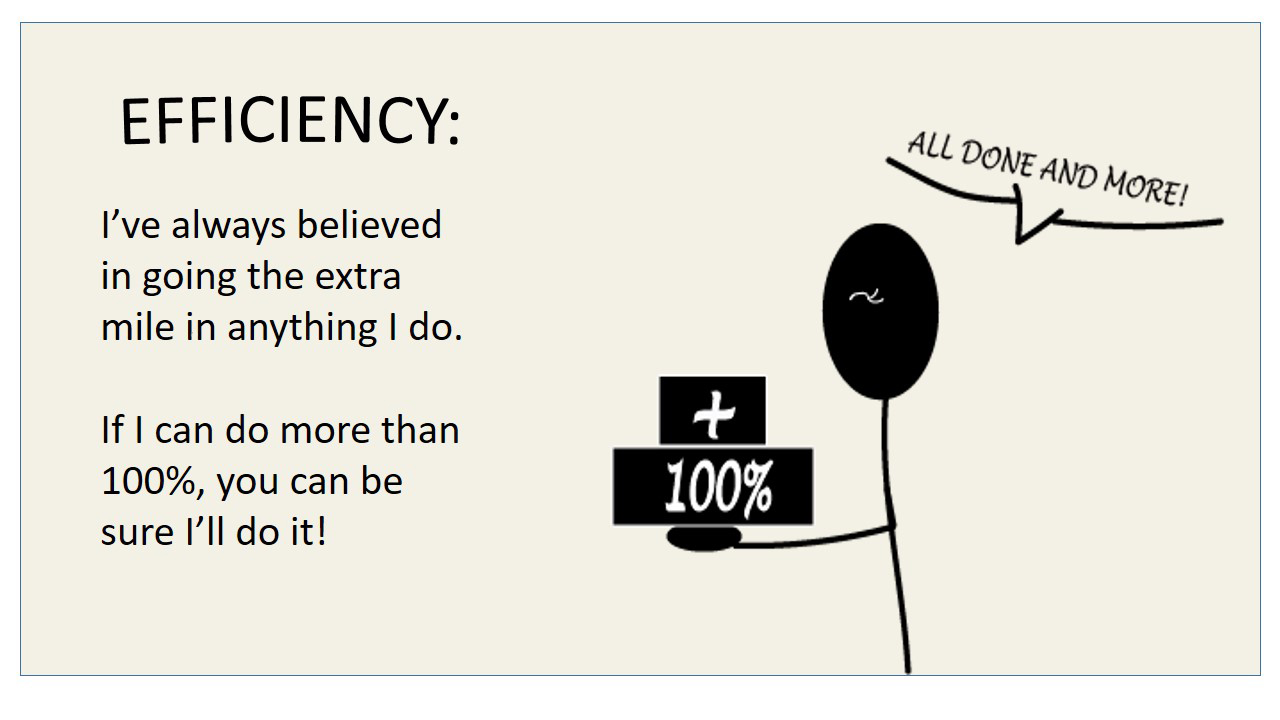 EFFICIENCY:
I've always believed
in going the extra
mile in anything I do.
If I can do more than
100%, you can be
sure I'll do it!
ALL DONE AND MORE!
+
100%